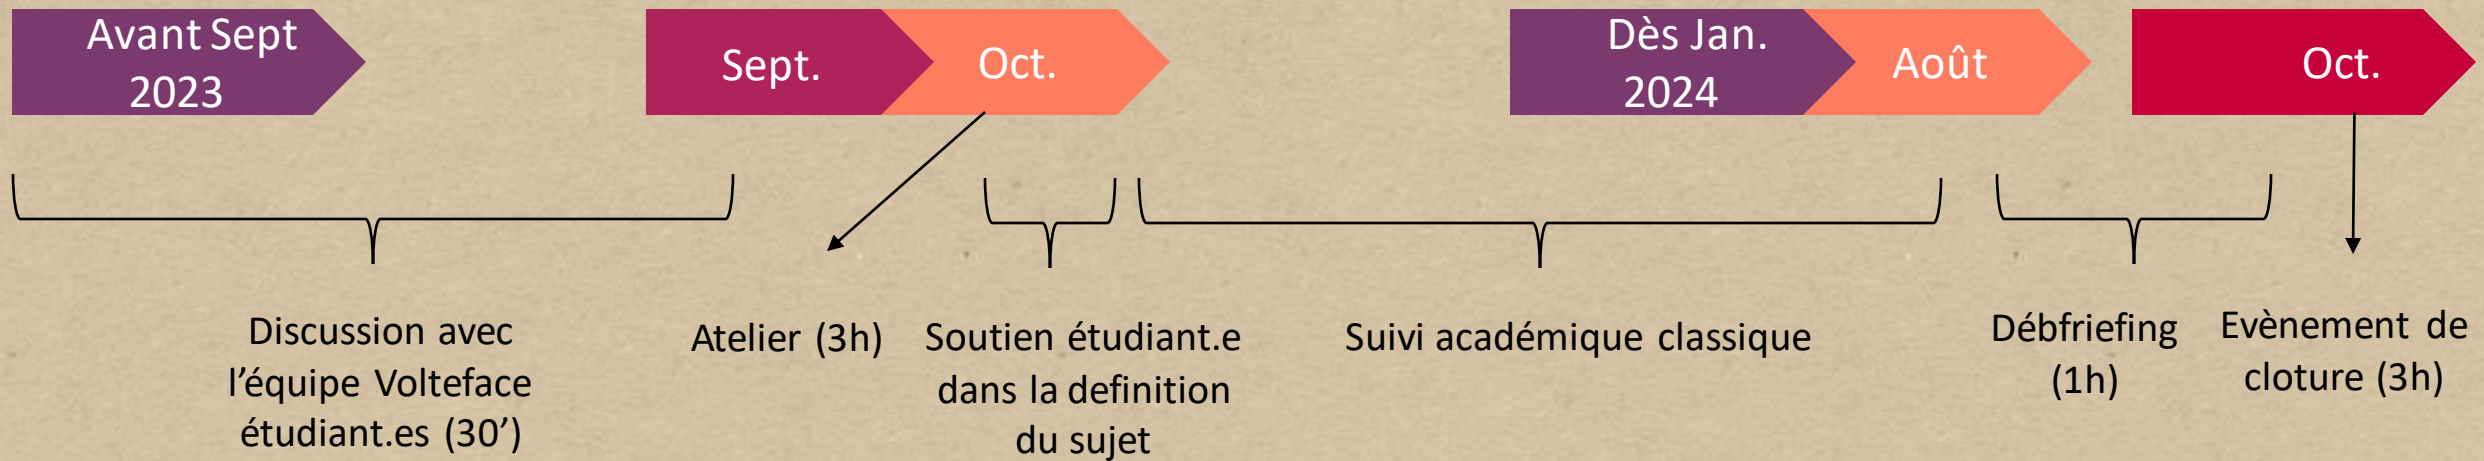 Avant Sept
2023
Sept.
Oct.
Dès Jan.
2024
Août
Oct.
Discussion avec
l’équipe Volteface
étudiant.es (30’)
Atelier (3h)
Soutien étudiant.e
dans la definition
du sujet
Suivi académique classique
Débfriefing
(1h)
Evènement de
cloture (3h)